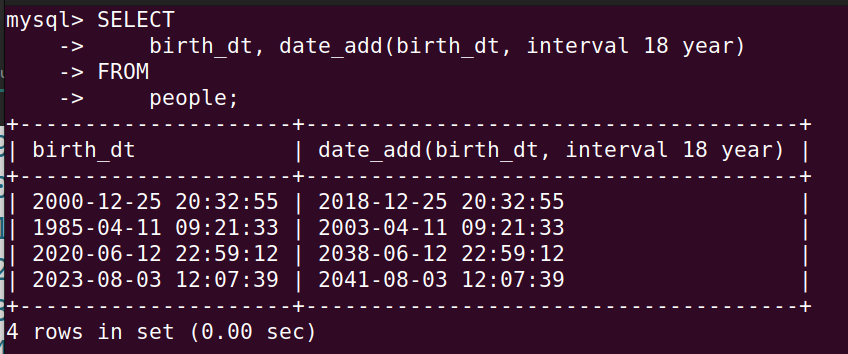 mysql> SELECT
    ->     birth_dt, date_add(birth_dt, interval 18 year)
    -> FROM
    ->     people;
+---------------------+--------------------------------------+
| birth_dt            | date_add(birth_dt, interval 18 year) |
+---------------------+--------------------------------------+
| 2000-12-25 20:32:55 | 2018-12-25 20:32:55                  |
| 1985-04-11 09:21:33 | 2003-04-11 09:21:33                  |
| 2020-06-12 22:59:12 | 2038-06-12 22:59:12                  |
| 2023-08-03 12:07:39 | 2041-08-03 12:07:39                  |
+---------------------+--------------------------------------+
4 rows in set (0.00 sec)